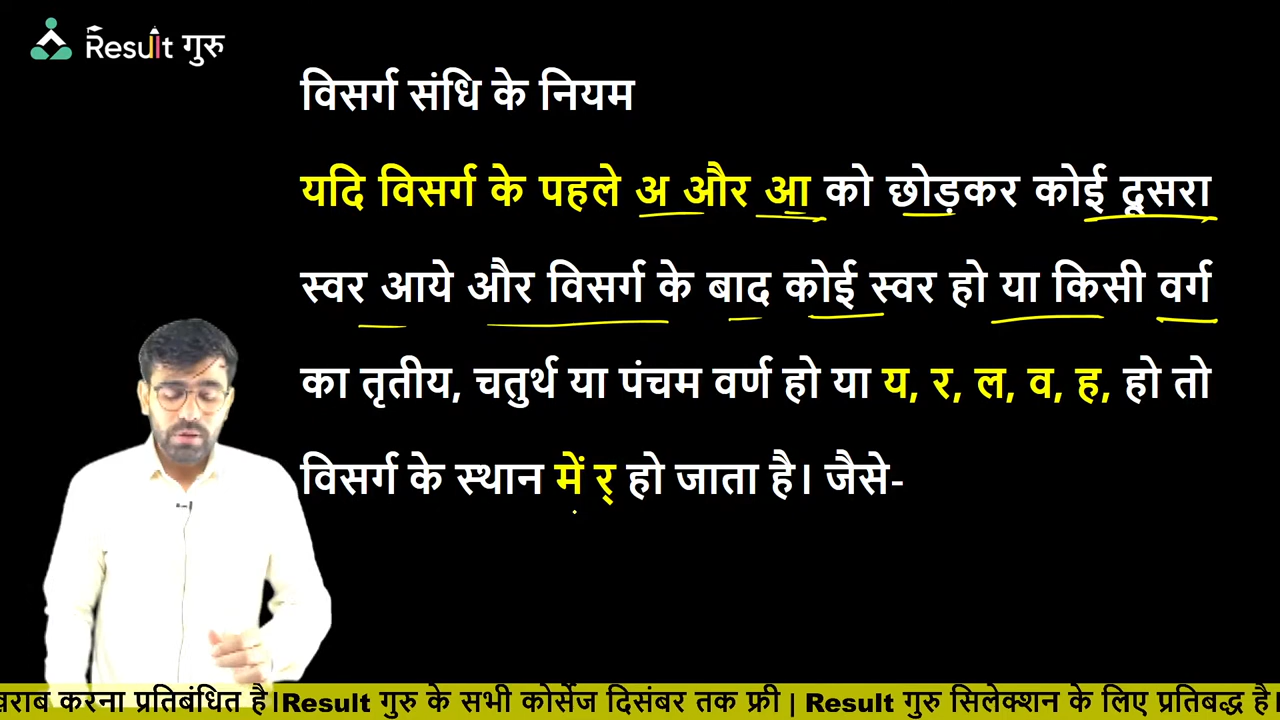 Result गुरु
विसर्ग संधि के नियम
यदि विसर्ग के पहले अ और आ को छोड़कर कोई दूसरा
स्वर आये और विसर्ग के बाद कोई स्वर हो या किसी वर्ग
का तृतीय, चतुर्थ या पंचम वर्ण हो या य, र, ल, व, ह, हो तो
विसर्ग के स्थान में र् हो जाता है। जैसे-
खराब करना प्रतिबंधित है।Result गुरु के सभी कोर्सेज दिसंबर तक फ्री | Result गुरु सिलेक्शन के लिए प्रतिबद्ध है।